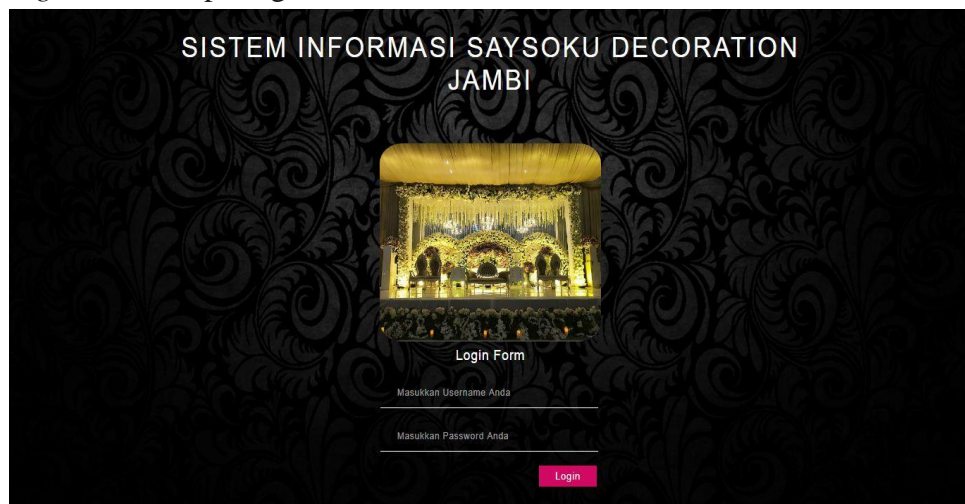 SISTEM INFORMASI SAYSOKU DECORATION
JAMBI
Login Form
Masukkan Username Anda
Masukkan Password Anda
Login